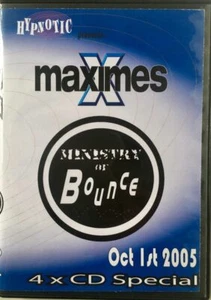 HYPNOTIC
maximes
X
MINISTRY
OF
BOUNCE
Oct 1st 2005
4 x CD Special